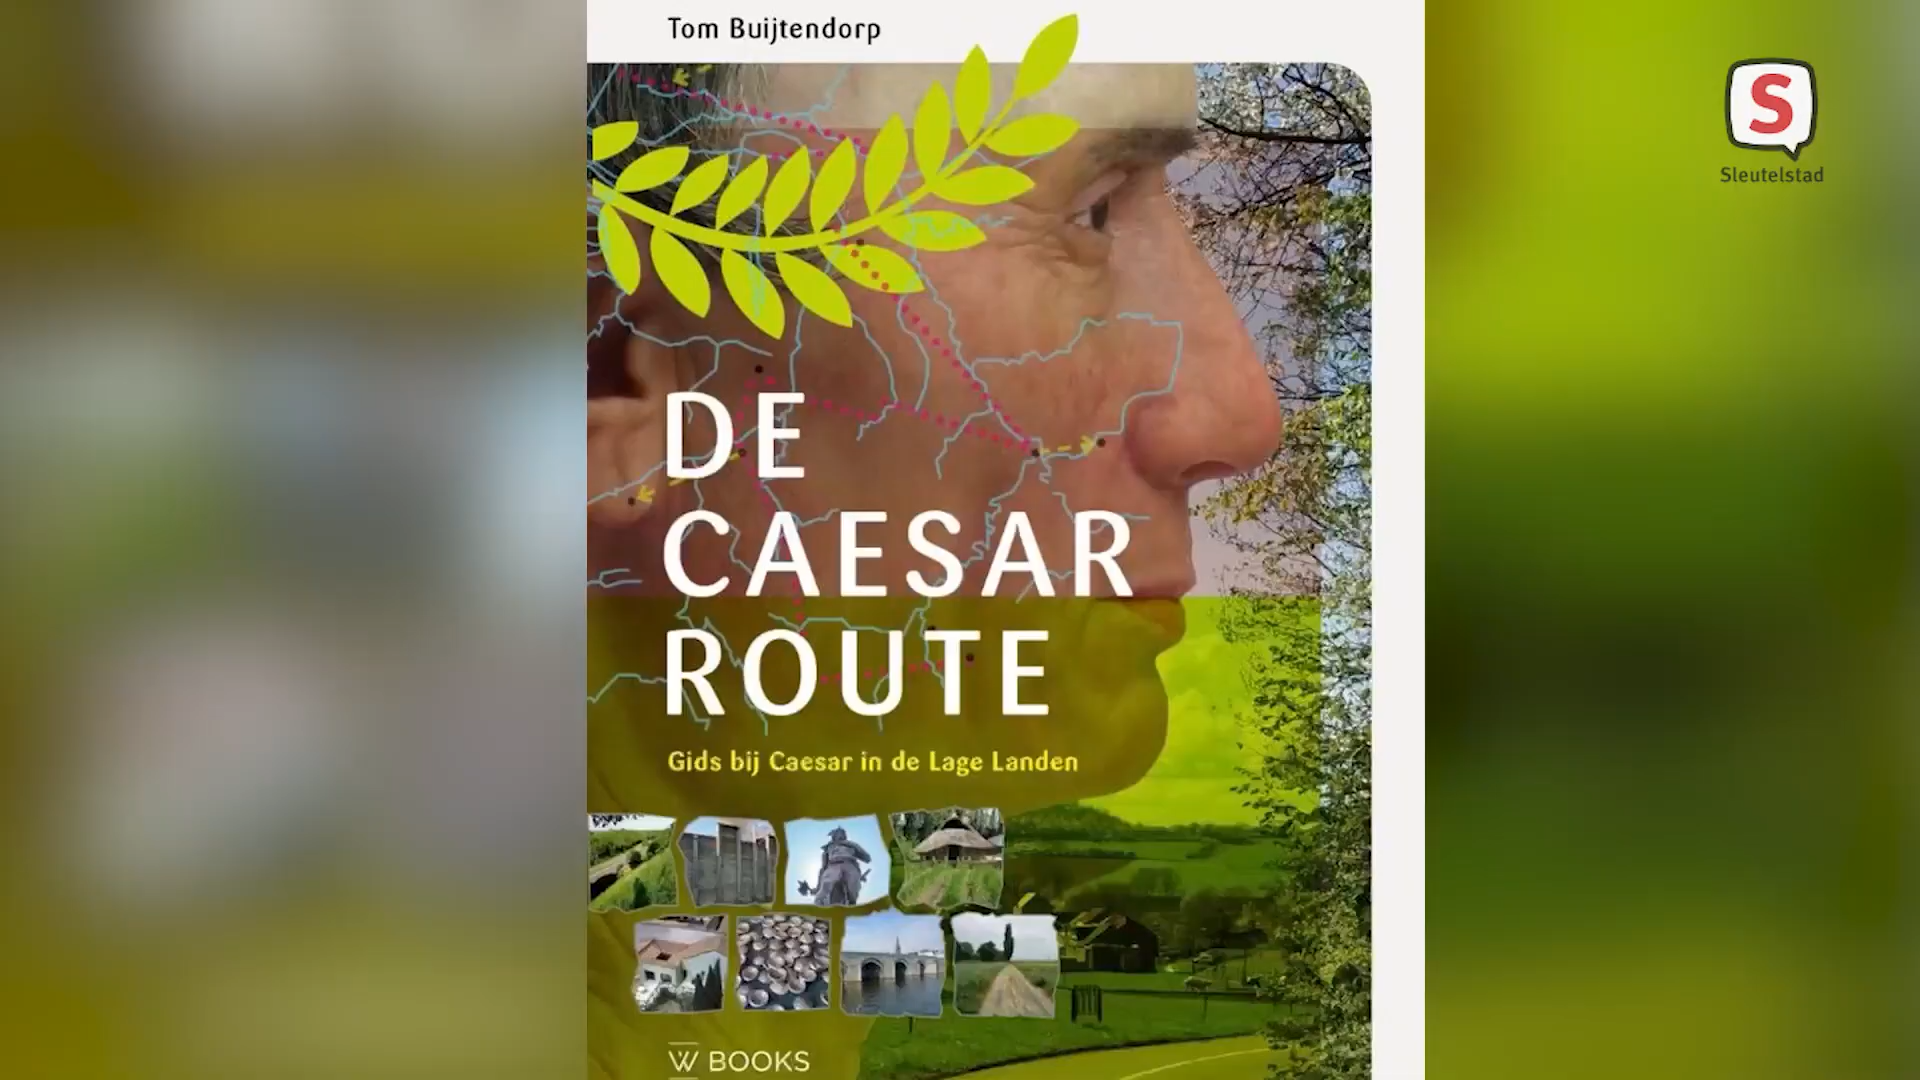 Tom Buijtendorp
S
Sleutelstad
DE
CAESAR
ROUTE
Gids bij Caesar in de Lage Landen
W BOOKS